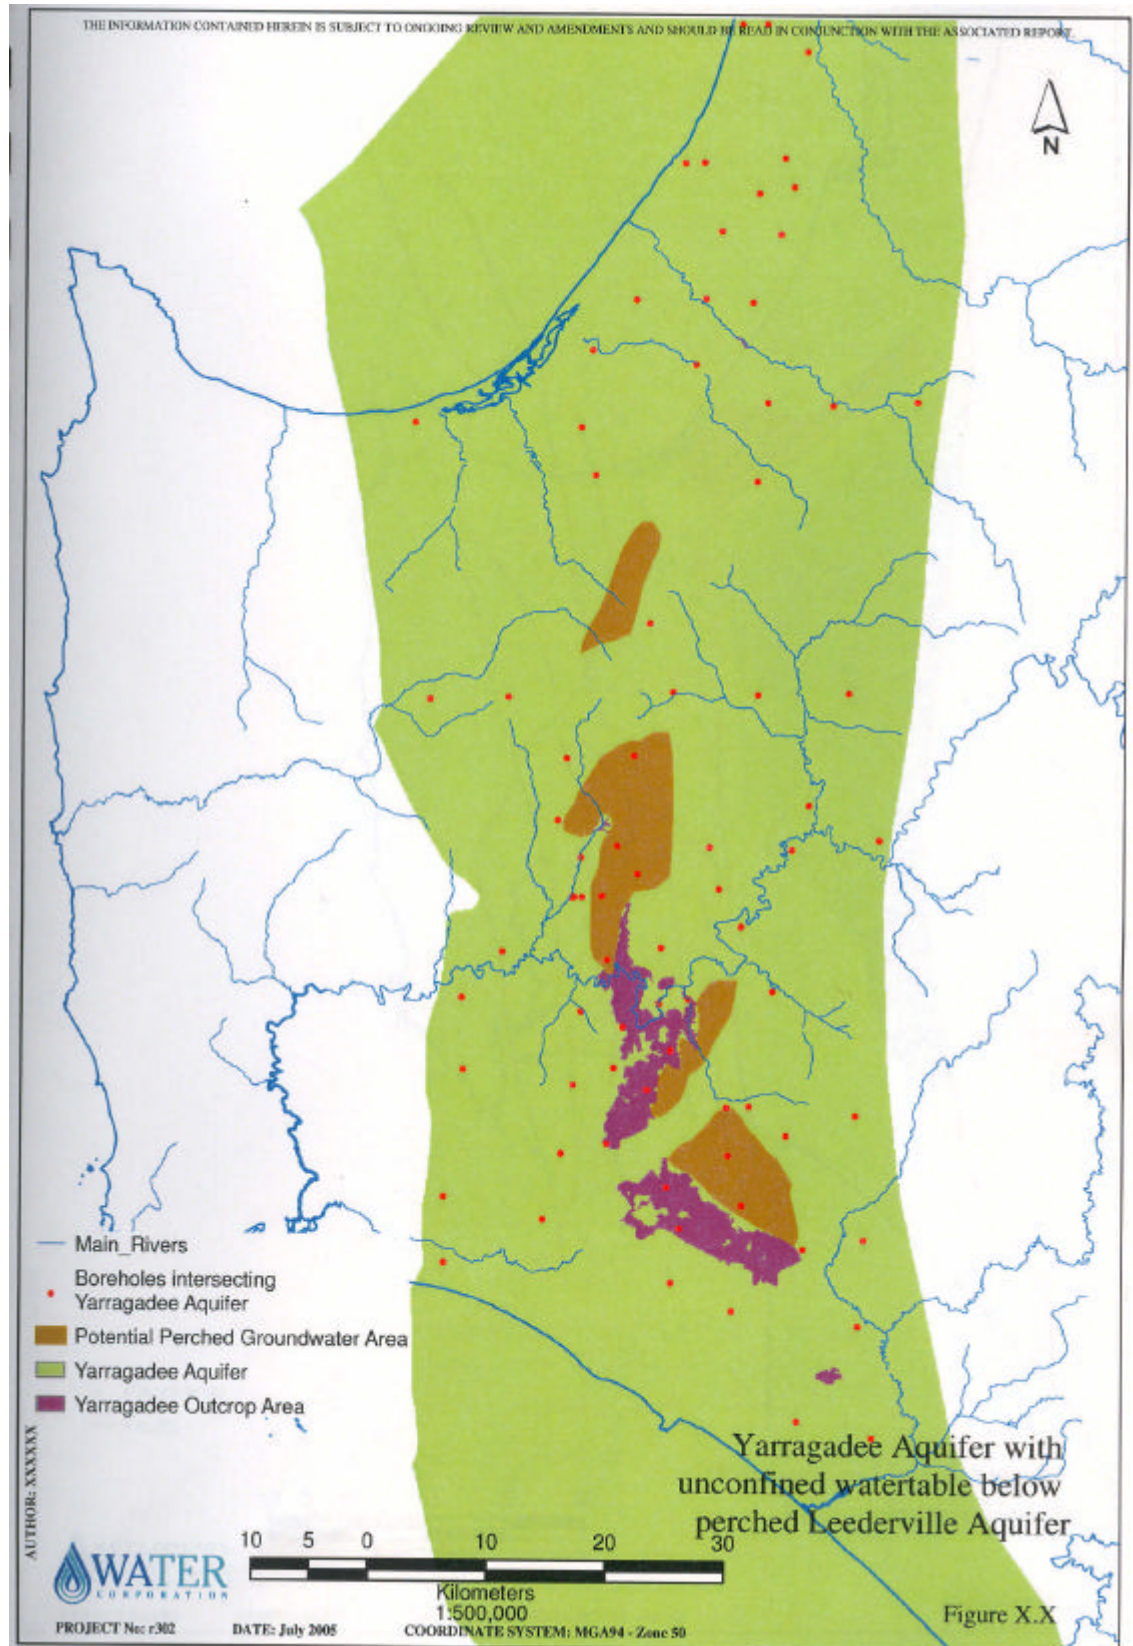 THE INFORMATION CONTAINED HEREIN IS SUBJECT TO ONGOING REVIEW AND AMENDMENTS AND SHOULD BE READ IN CONJUNCTION WITH THE ASSOCIATED REPORT.
N
Main_Rivers
Boreholes intersecting
Yarragadee Aquifer
Potential Perched Groundwater Area
Yarragadee Aquifer
Yarragadee Outcrop Area
AUTHOR: XXXXXX
Yarragadee Aquifer with
unconfined watertable below
perched Leederville Aquifer
10 5 0 10 20 30
Kilometers
1:500,000
WATER
CORPORATION
Figure X.X
PROJECT No: r302 DATE: July 2005 COORDINATE SYSTEM: MGA94 - Zone 50